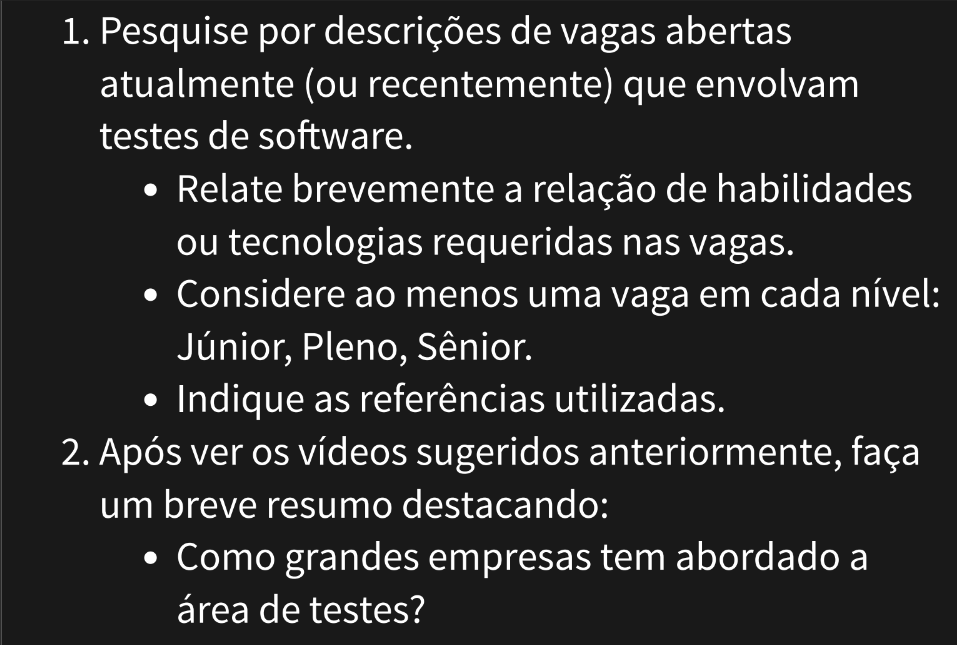 1. Pesquise por descrições de vagas abertas
atualmente (ou recentemente) que envolvam
testes de software.
• Relate brevemente a relação de habilidades
ou tecnologias requeridas nas vagas.
• Considere ao menos uma vaga em cada nível:
Júnior, Pleno, Sênior.
• Indique as referências utilizadas.
2. Após ver os vídeos sugeridos anteriormente, faça
um breve resumo destacando:
• Como grandes empresas tem abordado a
área de testes?